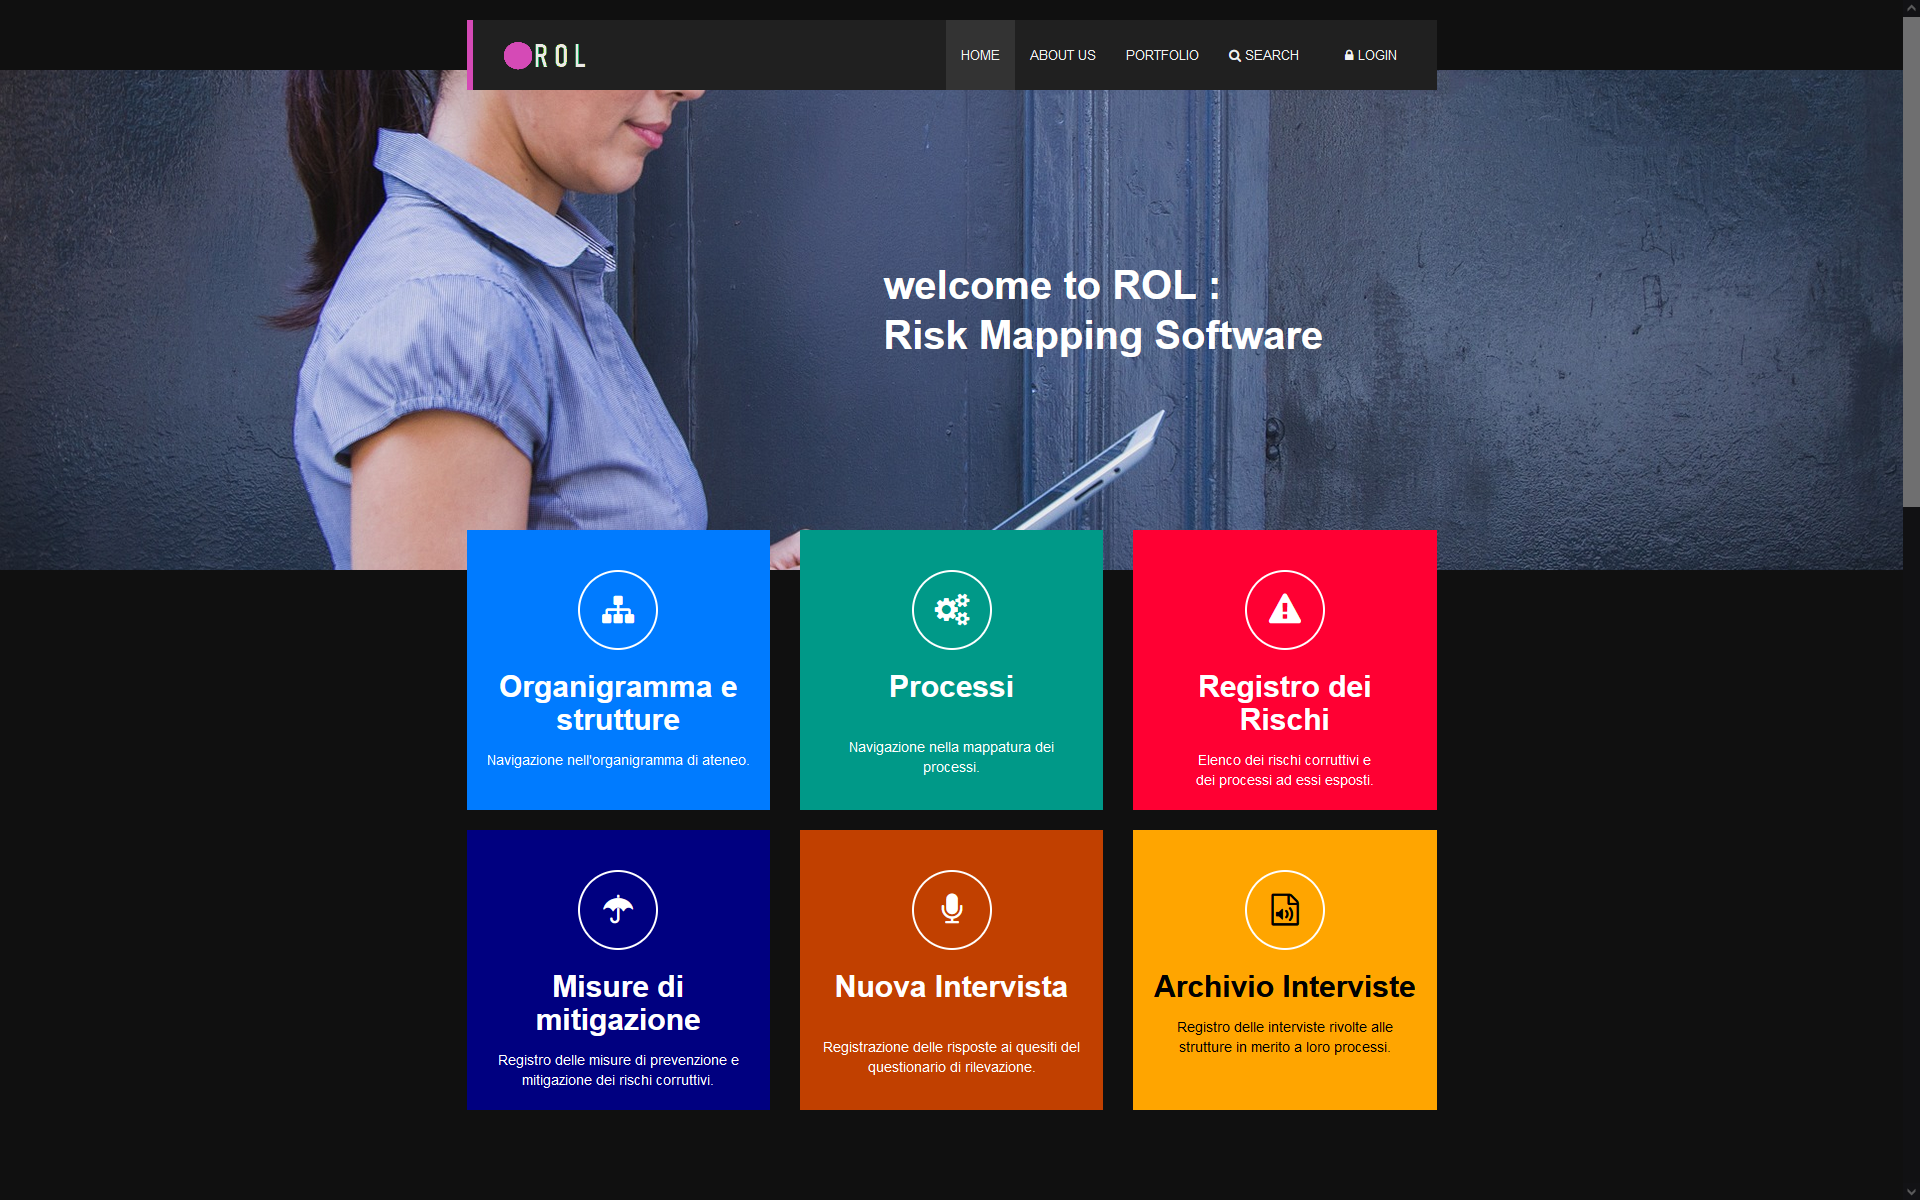 ROL
HOME
ABOUT US
PORTFOLIO
SEARCH
LOGIN
welcome to ROL :
Risk Mapping Software
Organigramma e
strutture
Navigazione nell'organigramma di ateneo.
Processi
Navigazione nella mappatura dei
processi.
Registro dei
Rischi
Elenco dei rischi corruttivi e
dei processi ad essi esposti.
Misure di
mitigazione
Registro delle misure di prevenzione e
mitigazione dei rischi corruttivi.
Nuova Intervista
Registrazione delle risposte ai quesiti del
questionario di rilevazione.
Archivio Interviste
Registro delle interviste rivolte alle
strutture in merito a loro processi.